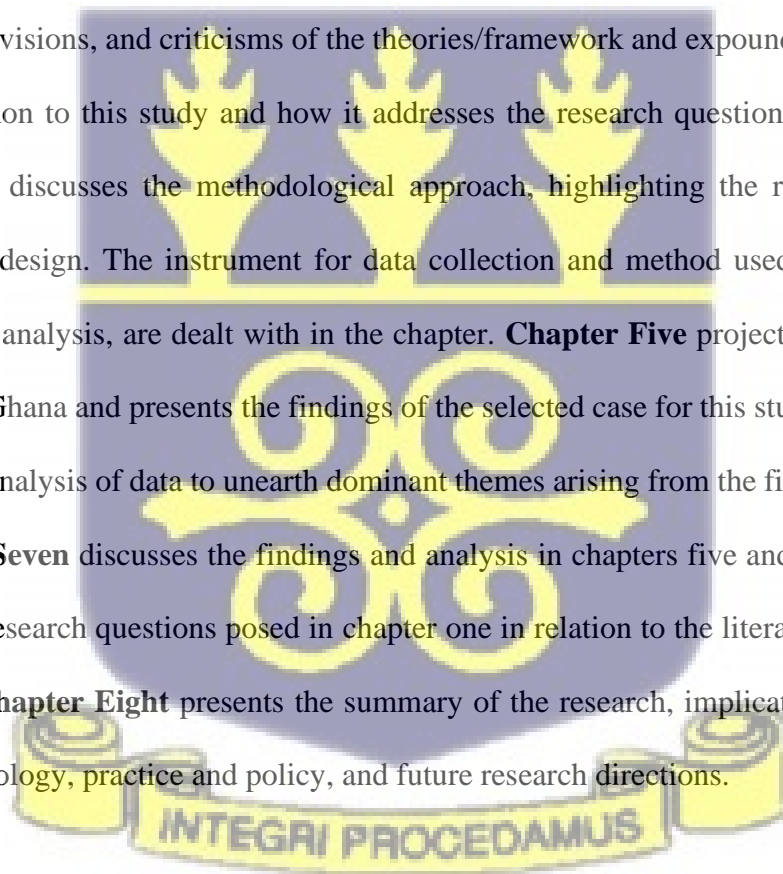 visions, and criticisms of the theories/framework and expound
on to this study and how it addresses the research question
discusses the methodological approach, highlighting the r
design. The instrument for data collection and method used
analysis, are dealt with in the chapter. Chapter Five project
Ghana and presents the findings of the selected case for this stu
nalysis of data to unearth dominant themes arising from the fi
Seven discusses the findings and analysis in chapters five and
esearch questions posed in chapter one in relation to the litera
hapter Eight presents the summary of the research, implicat
ology, practice and policy, and future research directions.
INTEGRI PROCEDAMUS